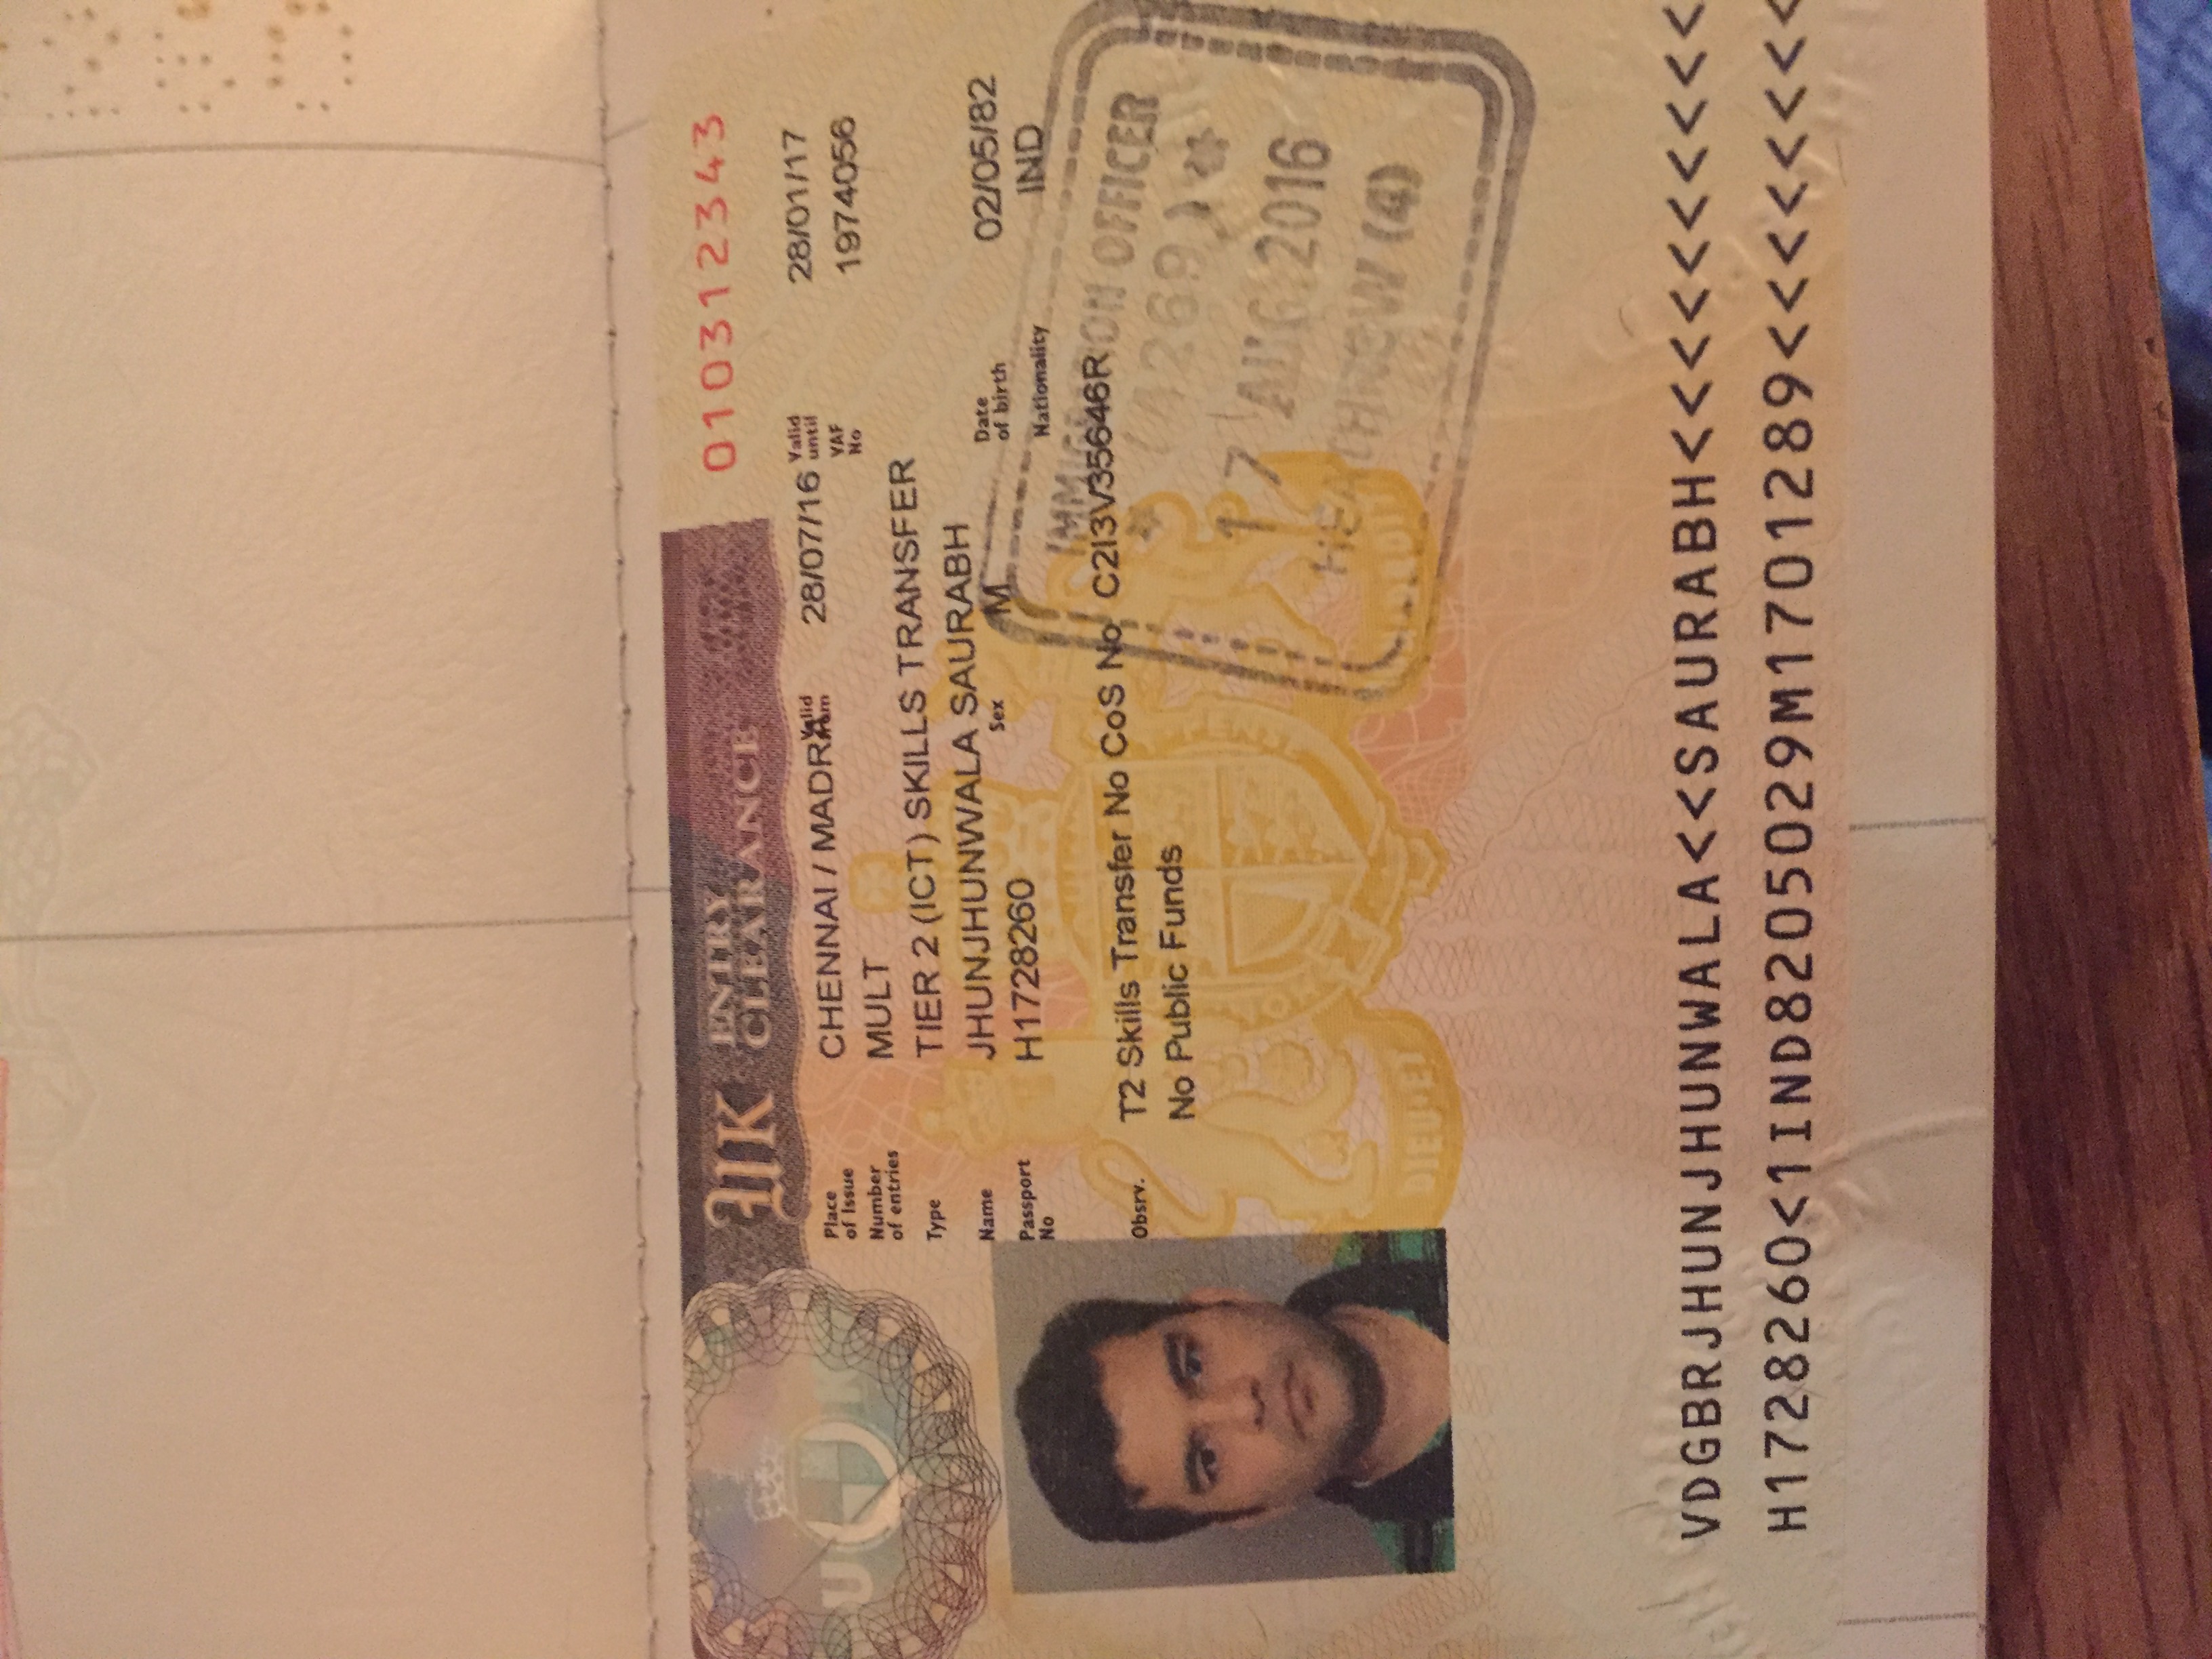 UK ENTRY CLEARANCE 010312343
Place of Issue CHENNAI / MADRA Valid from 28/07/16 Valid until 28/01/17
Number of entries MULT VAF No 1974056
Type TIER 2 (ICT) SKILLS TRANSFER
Name JHUNJHUNWALA SAURABH
Sex M Date of birth 02/05/82
Passport No H1728260 Nationality IND
Obsrv. T2 Skills Transfer No CoS No C2I3V35646R
No Public Funds
IMMIGRATION OFFICER
(4269)
17 AUG 2016
HEATHROW (4)
DIEU·ET
VDGBRJHUNJHUNWALA<<SAURABH<<<<<<<<<<
H1728260<1IND8205029M1701289<<<<<<<<